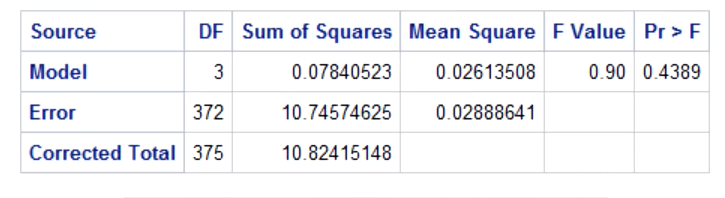 Source DF Sum of Squares Mean Square F Value Pr > F
Model 3 0.07840523 0.02613508 0.90 0.4389
Error 372 10.74574625 0.02888641
Corrected Total 375 10.82415148